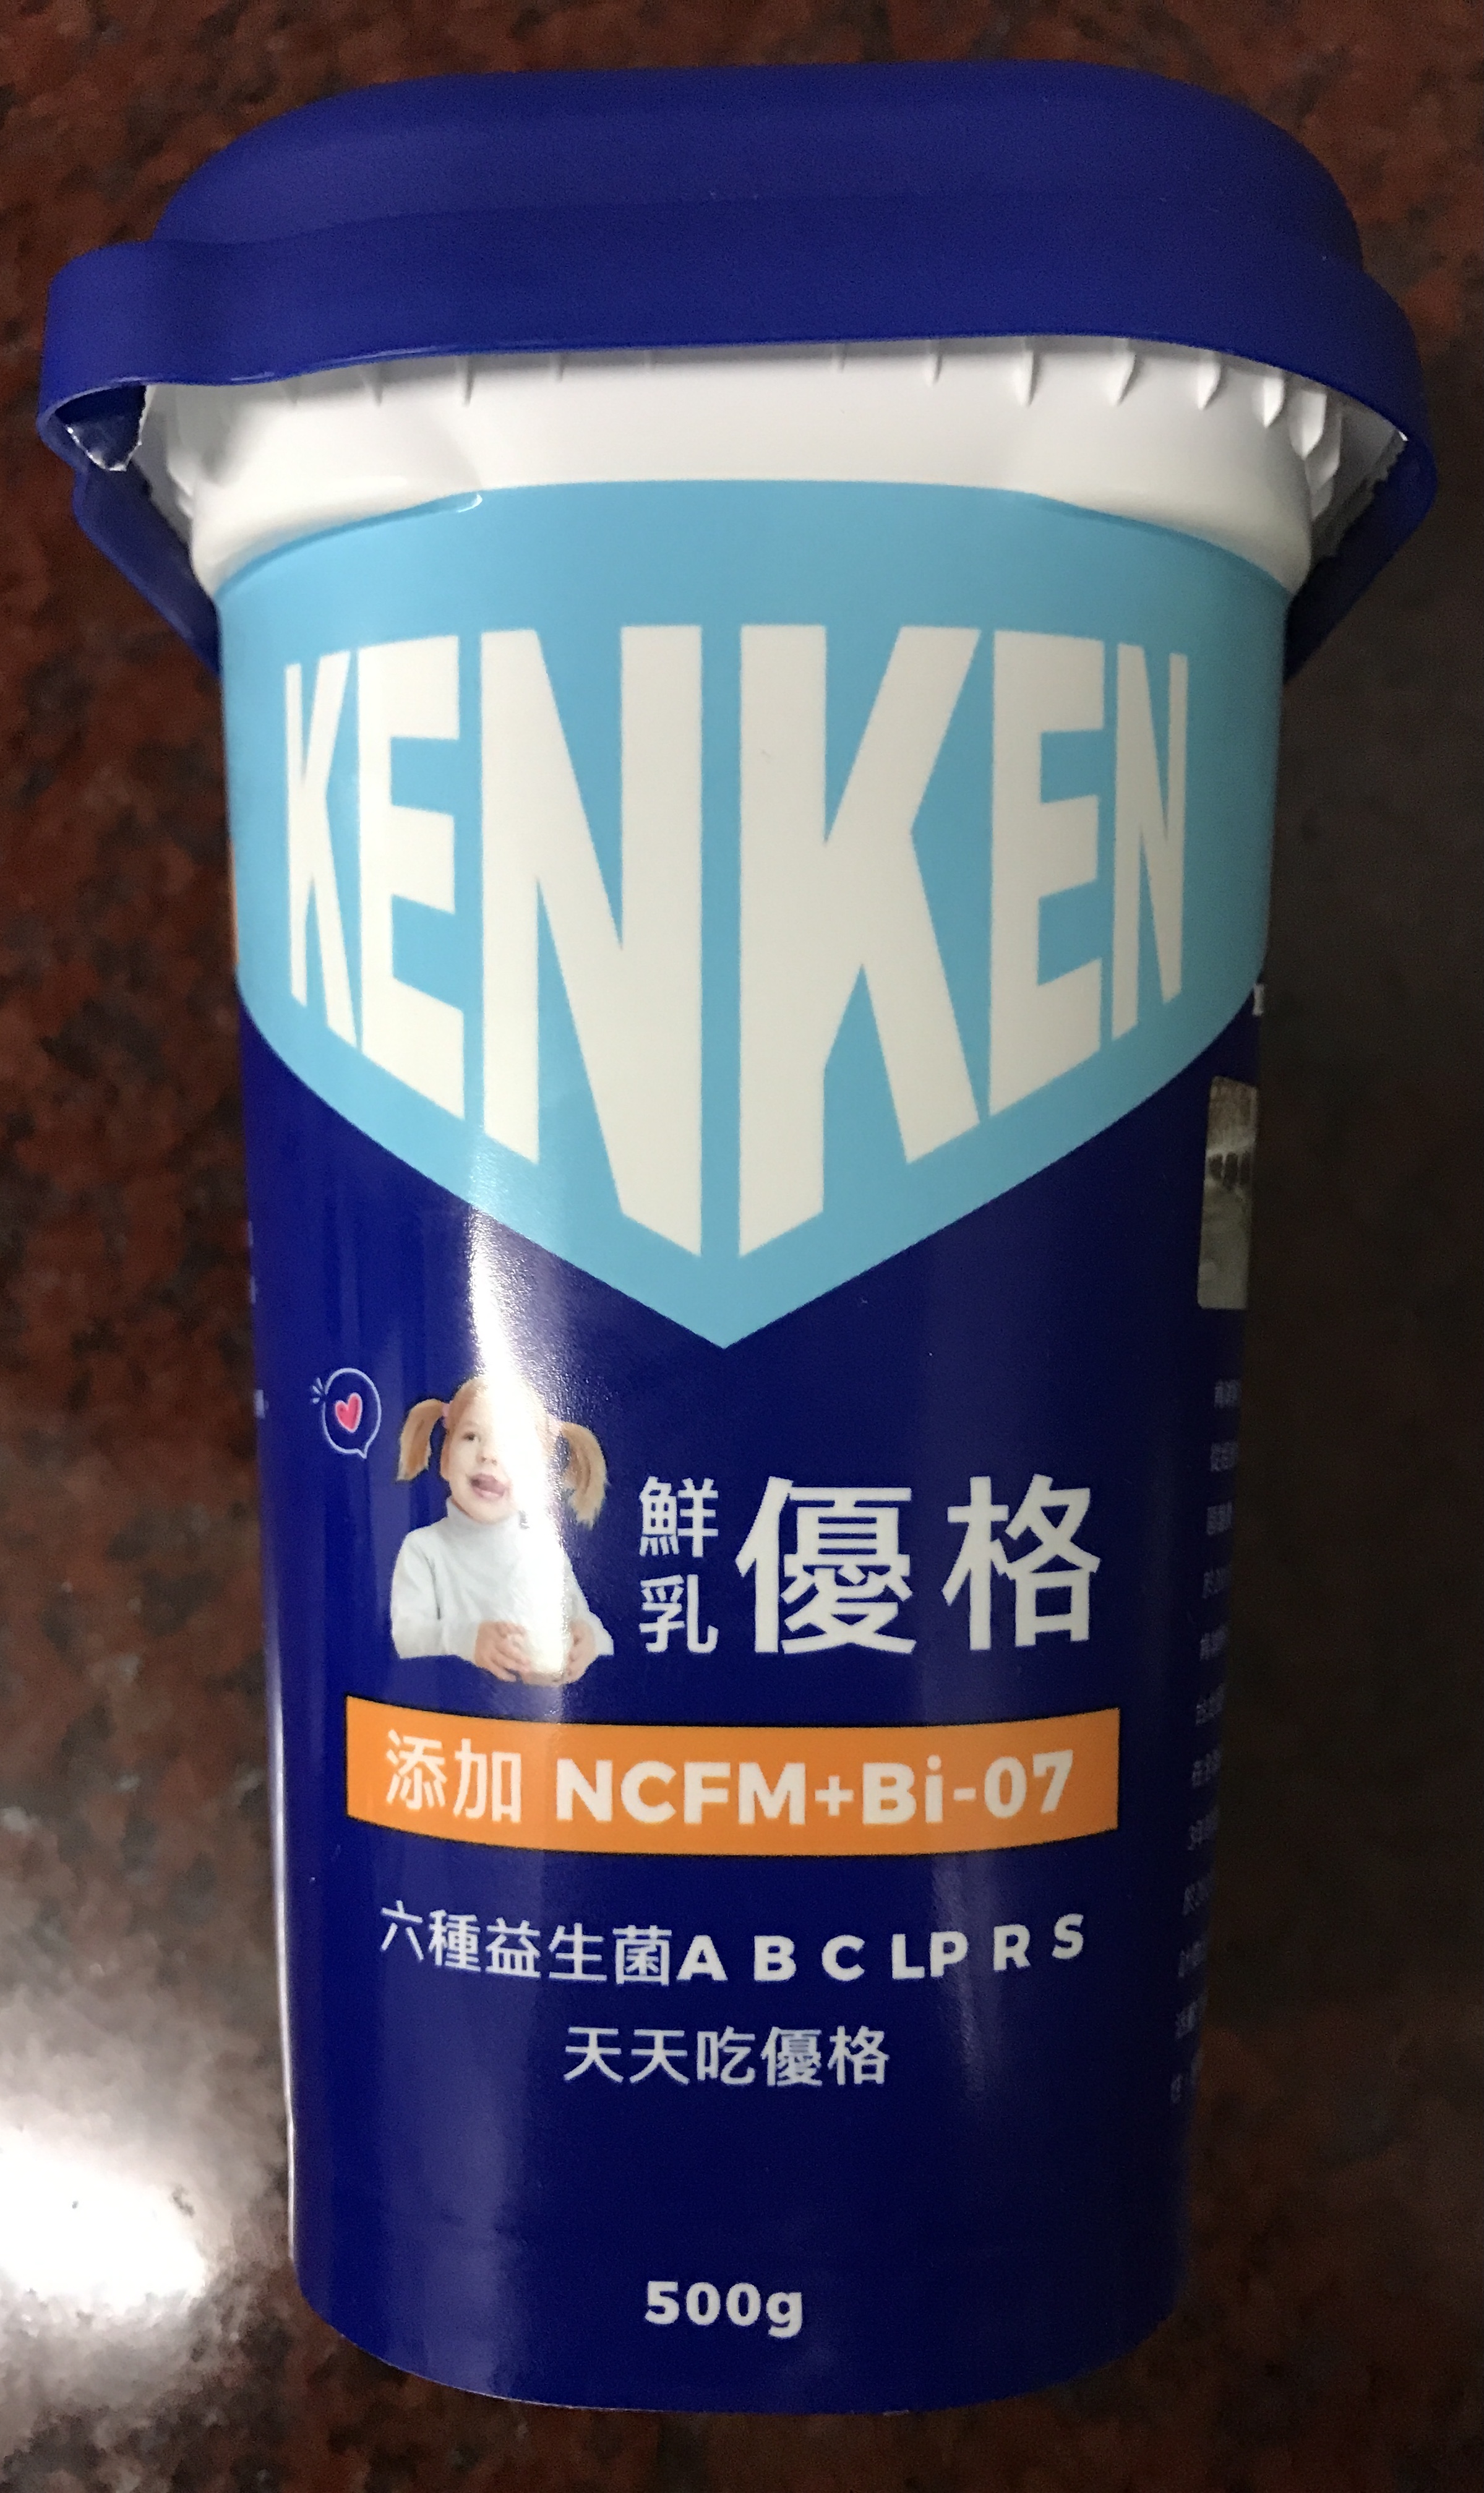 KENKEN
鮮乳優格
添加 NCFM+Bi-07
六種益生菌A B C LP R S
天天吃優格
500g